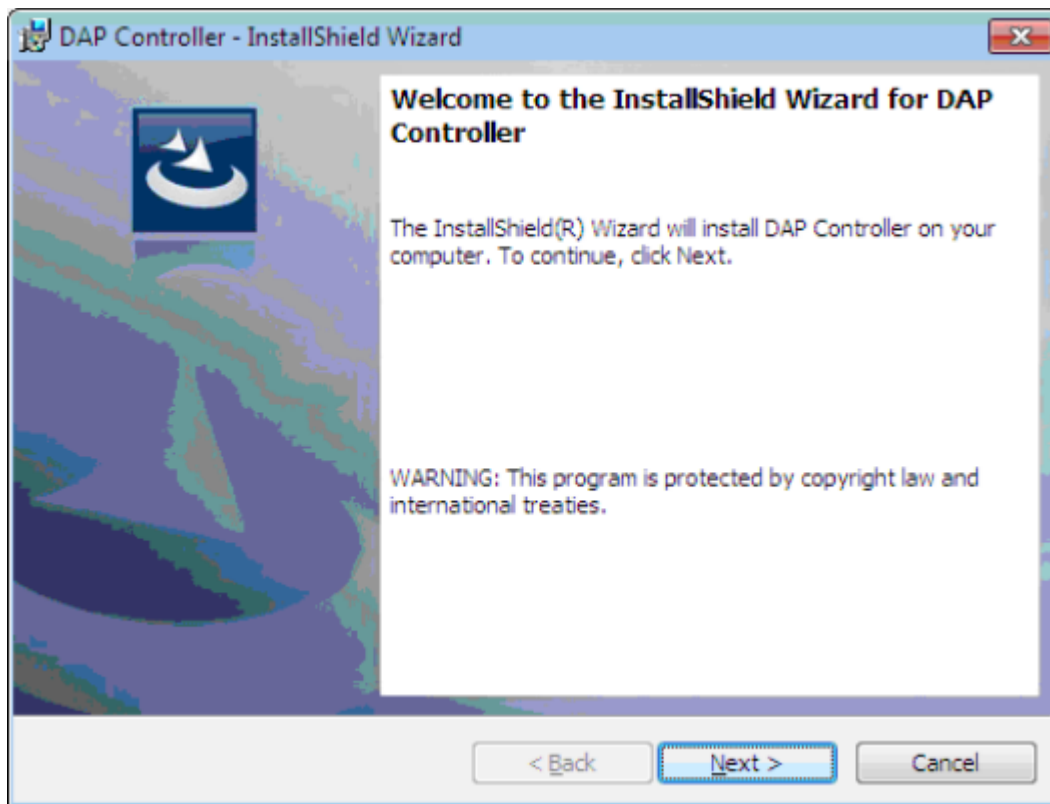 DAP Controller - InstallShield Wizard
Welcome to the InstallShield Wizard for DAP
Controller
The InstallShield(R) Wizard will install DAP Controller on your
computer. To continue, click Next.
WARNING: This program is protected by copyright law and
international treaties.
< Back
Next >
Cancel